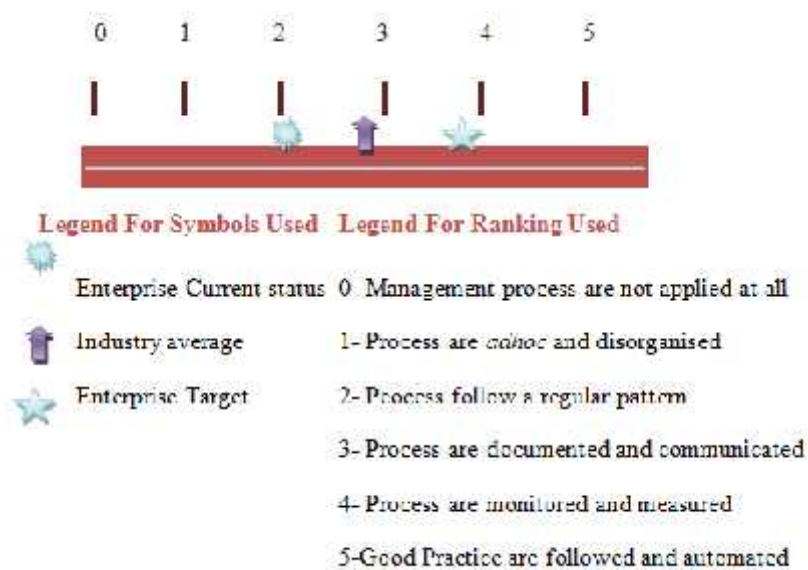 0 1 2 3 4 5
Legend For Symbols Used Legend For Ranking Used
Enterprise Current status 0- Management process are not applied at all
Industry average 1- Process are adhoc and disorganised
Enterprise Target 2- Process follow a regular pattern
3- Process are documented and communicated
4- Process are monitored and measured
5-Good Practice are followed and automated